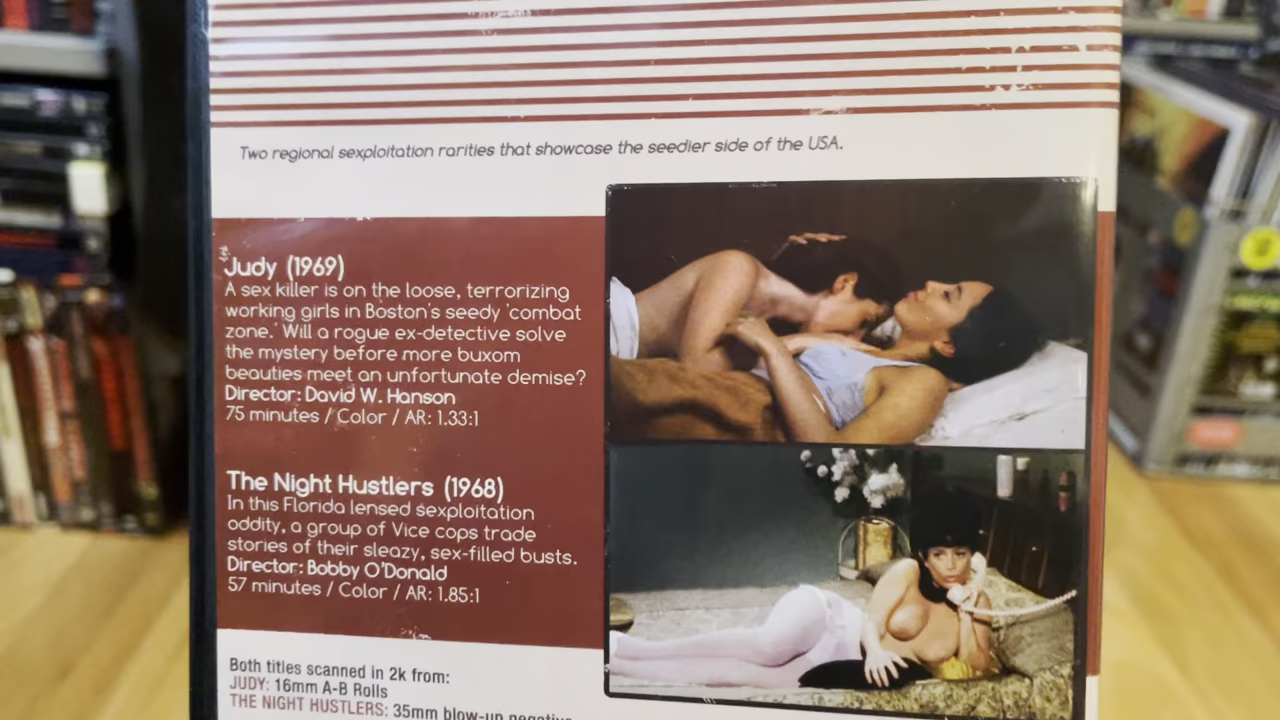 Two regional sexploitation rarities that showcase the seedier side of the USA.
Judy (1969)
A sex killer is on the loose, terrorizing
working girls in Boston's seedy 'combat
zone.' Will a rogue ex-detective solve
the mystery before more buxom
beauties meet an unfortunate demise?
Director: David W. Hanson
75 minutes / Color / AR: 1.33:1
The Night Hustlers (1968)
In this Florida lensed sexploitation
oddity, a group of Vice cops trade
stories of their sleazy, sex-filled busts.
Director: Bobby O'Donald
57 minutes / Color / AR: 1.85:1
Both titles scanned in 2k from:
JUDY: 16mm A-B Rolls
THE NIGHT HUSTLERS: 35mm blow-up negative